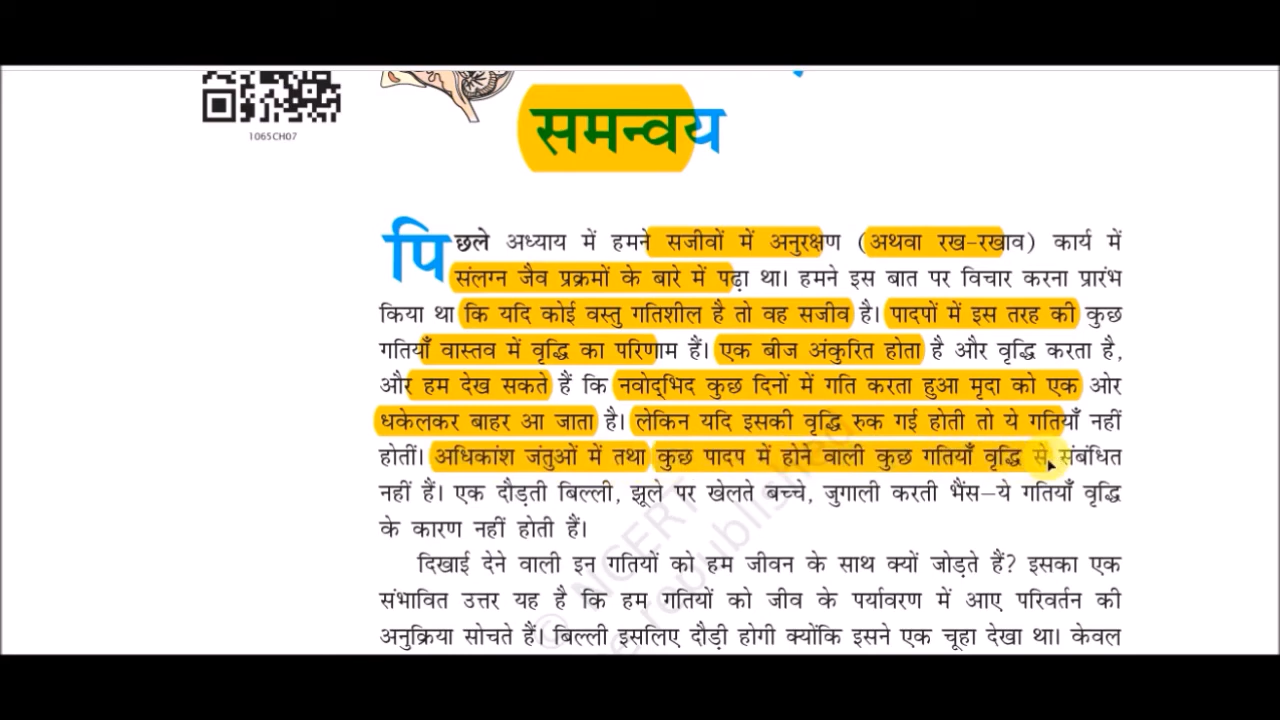 1065CH07
समन्वय
पिछले अध्याय में हमने सजीवों में अनुरक्षण (अथवा रख-रखाव) कार्य में
संलग्न जैव प्रक्रमों के बारे में पढ़ा था। हमने इस बात पर विचार करना प्रारंभ
किया था कि यदि कोई वस्तु गतिशील है तो वह सजीव है। पादपों में इस तरह की कुछ
गतियाँ वास्तव में वृद्धि का परिणाम हैं। एक बीज अंकुरित होता है और वृद्धि करता है,
और हम देख सकते हैं कि नवोद्‌भिद कुछ दिनों में गति करता हुआ मृदा को एक ओर
धकेलकर बाहर आ जाता है। लेकिन यदि इसकी वृद्धि रुक गई होती तो ये गतियाँ नहीं
होतीं। अधिकांश जंतुओं में तथा कुछ पादप में होने वाली कुछ गतियाँ वृद्धि से संबंधित
नहीं हैं। एक दौड़ती बिल्ली, झूले पर खेलते बच्चे, जुगाली करती भैंस–ये गतियाँ वृद्धि
के कारण नहीं होती हैं।
दिखाई देने वाली इन गतियों को हम जीवन के साथ क्यों जोड़ते हैं? इसका एक
संभावित उत्तर यह है कि हम गतियों को जीव के पर्यावरण में आए परिवर्तन की
अनुक्रिया सोचते हैं। बिल्ली इसलिए दौड़ी होगी क्योंकि इसने एक चूहा देखा था। केवल
© NCERT
republished